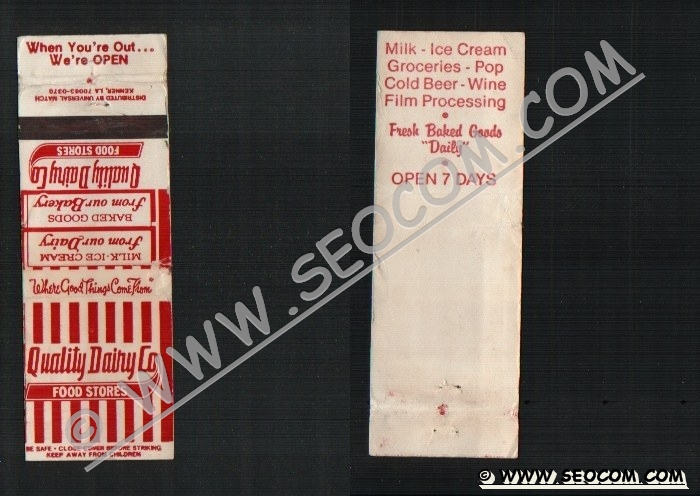 When You're Out...
We're OPEN
DISTRIBUTED BY UNIVERSAL MATCH
KENNER, LA 70063-0370
Quality Dairy Co
FOOD STORES
BAKED GOODS
from our Bakery
MILK-ICE CREAM
from our Dairy
"Where Good Things Come From"
Quality Dairy Co
FOOD STORES
BE SAFE • CLOSE COVER BEFORE STRIKING
KEEP AWAY FROM CHILDREN
Milk - Ice Cream
Groceries - Pop
Cold Beer - Wine
Film Processing
Fresh Baked Goods
"Daily"
OPEN 7 DAYS
© WWW.SEOCOM.COM
© WWW.SEOCOM.COM